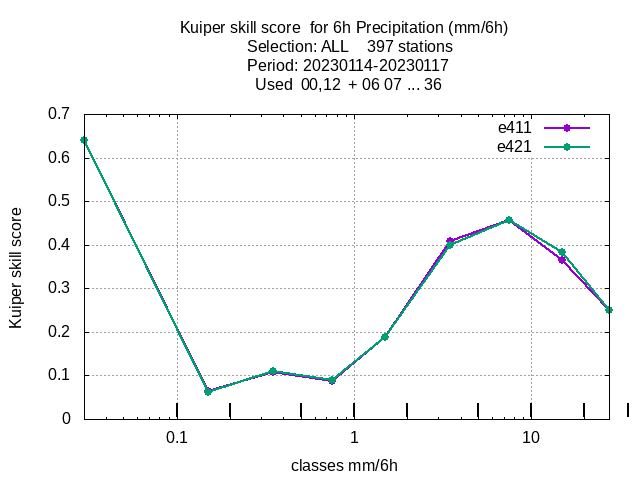 Kuiper skill score  for 6h Precipitation (mm/6h)
Selection: ALL    397 stations
Period: 20230114-20230117
Used  00,12  + 06 07 ... 36
0.7
e411
e421
0.6
0.5
0.4
0.3
0.2
0.1
0
Kuiper skill score
0.1
1
10
classes mm/6h